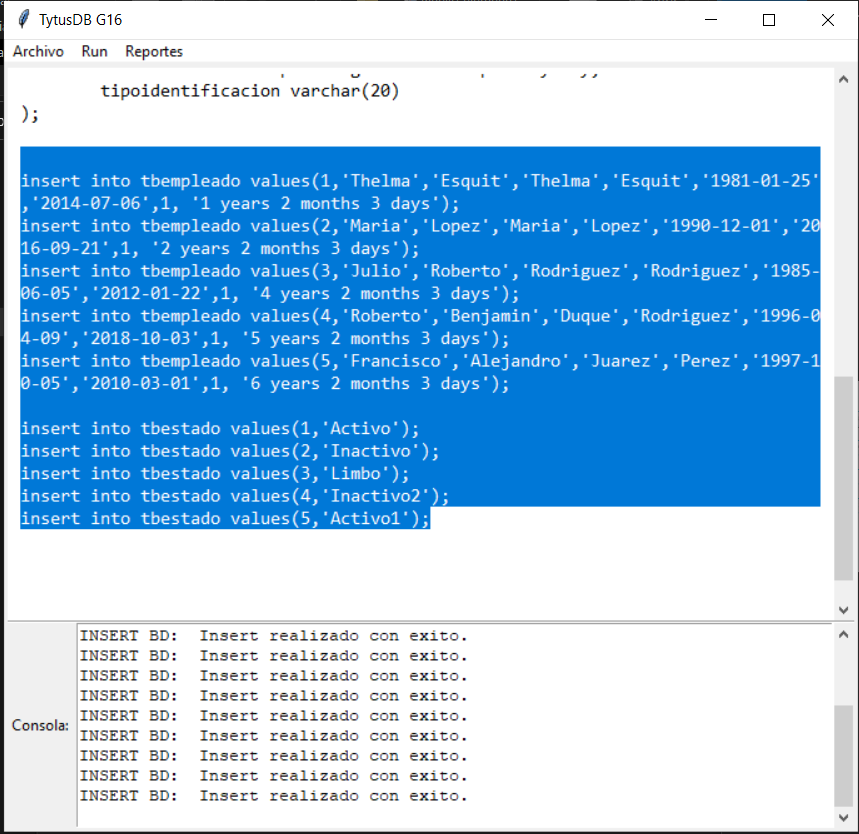 TytusDB G16
Archivo Run Reportes
tipoidentificacion varchar(20)
);
insert into tbempleado values(1,'Thelma','Esquit','Thelma','Esquit','1981-01-25'
,'2014-07-06',1, '1 years 2 months 3 days');
insert into tbempleado values(2,'Maria','Lopez','Maria','Lopez','1990-12-01','20
16-09-21',1, '2 years 2 months 3 days');
insert into tbempleado values(3,'Julio','Roberto','Rodriguez','Rodriguez','1985-
06-05','2012-01-22',1, '4 years 2 months 3 days');
insert into tbempleado values(4,'Roberto','Benjamin','Duque','Rodriguez','1996-0
4-09','2018-10-03',1, '5 years 2 months 3 days');
insert into tbempleado values(5,'Francisco','Alejandro','Juarez','Perez','1997-1
0-05','2010-03-01',1, '6 years 2 months 3 days');
insert into tbestado values(1,'Activo');
insert into tbestado values(2,'Inactivo');
insert into tbestado values(3,'Limbo');
insert into tbestado values(4,'Inactivo2');
insert into tbestado values(5,'Activo1');
Consola:
INSERT BD:  Insert realizado con exito.
INSERT BD:  Insert realizado con exito.
INSERT BD:  Insert realizado con exito.
INSERT BD:  Insert realizado con exito.
INSERT BD:  Insert realizado con exito.
INSERT BD:  Insert realizado con exito.
INSERT BD:  Insert realizado con exito.
INSERT BD:  Insert realizado con exito.
INSERT BD:  Insert realizado con exito.